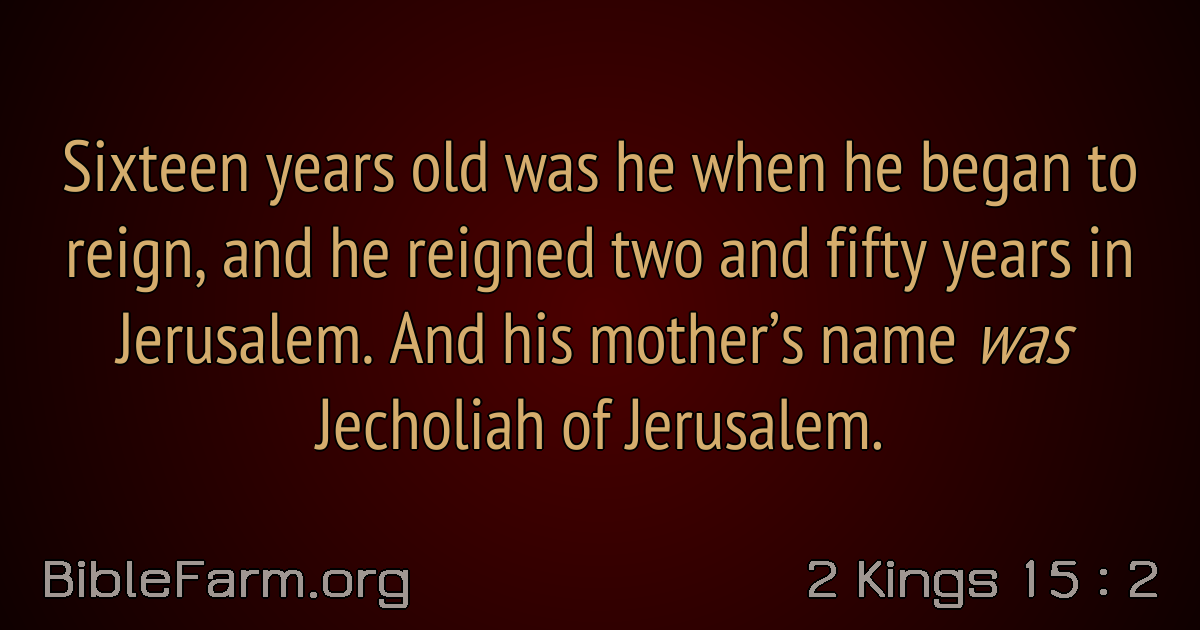 Sixteen years old was he when he began to
reign, and he reigned two and fifty years in
Jerusalem. And his mother’s name was
Jecholiah of Jerusalem.
BibleFarm.org
2 Kings 15 : 2